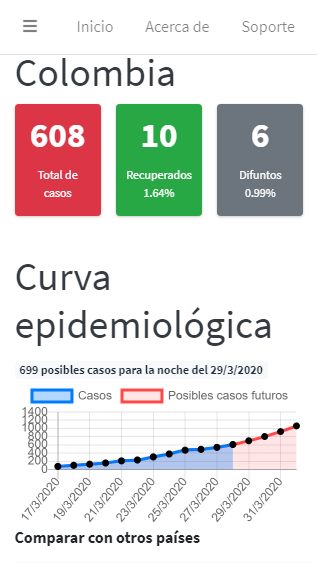 Inicio Acerca de Soporte
Colombia
608 10 6
Total de casos Recuperados 1.64% Difuntos 0.99%
Curva
epidemiológica
699 posibles casos para la noche del 29/3/2020
Casos Posibles casos futuros
1400
1200
1000
800
600
400
200
0
17/3/2020 19/3/2020 21/3/2020 23/3/2020 25/3/2020 27/3/2020 29/3/2020 31/3/2020
Comparar con otros países